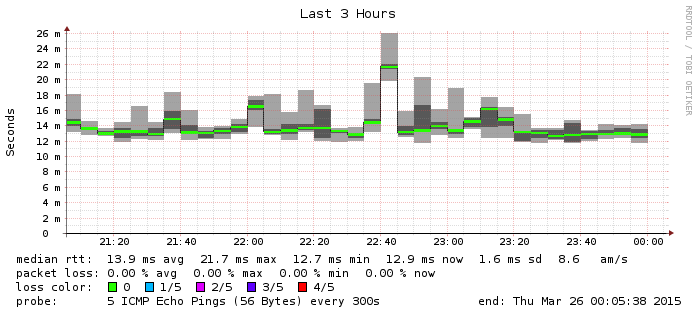 Last 3 Hours
RRDTOOL / TOBI OETIKER
Seconds
26 m
24 m
22 m
20 m
18 m
16 m
14 m
12 m
10 m
8 m
6 m
4 m
2 m
0
21:20 21:40 22:00 22:20 22:40 23:00 23:20 23:40 00:00
median rtt: 13.9 ms avg 21.7 ms max 12.7 ms min 12.9 ms now 1.6 ms sd 8.6 am/s
packet loss: 0.00 % avg 0.00 % max 0.00 % min 0.00 % now
loss color: 0 1/5 2/5 3/5 4/5
probe: 5 ICMP Echo Pings (56 Bytes) every 300s end: Thu Mar 26 00:05:38 2015